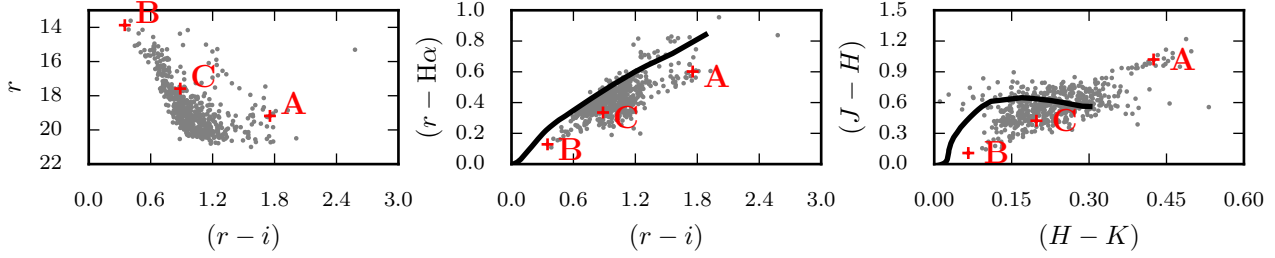 14
16
18
20
22
r
0.0 0.6 1.2 1.8 2.4 3.0
(r − i)
B
C
A
1.0
0.8
0.6
0.4
0.2
0.0
(r − Hα)
0.0 0.6 1.2 1.8 2.4 3.0
(r − i)
A
C
B
1.5
1.2
0.9
0.6
0.3
0.0
(J − H)
0.00 0.15 0.30 0.45 0.60
(H − K)
A
C
B